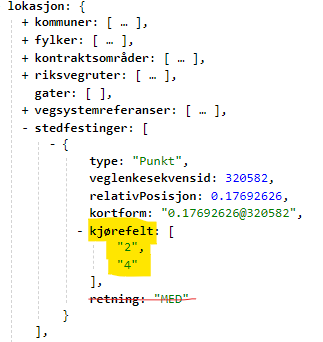 lokasjon: {
+ kommuner: [ … ],
+ fylker: [ … ],
+ kontraktsområder: [ … ],
+ riksvegruter: [ … ],
gater: [ ],
+ vegsystemreferanser: [ … ],
- stedfestinger: [
- {
type: "Punkt",
veglenkesekvensid: 320582,
relativPosisjon: 0.17692626,
kortform: "0.17692626@320582",
- kjørefelt: [
"2",
"4"
],
retning: "MED"
}
],